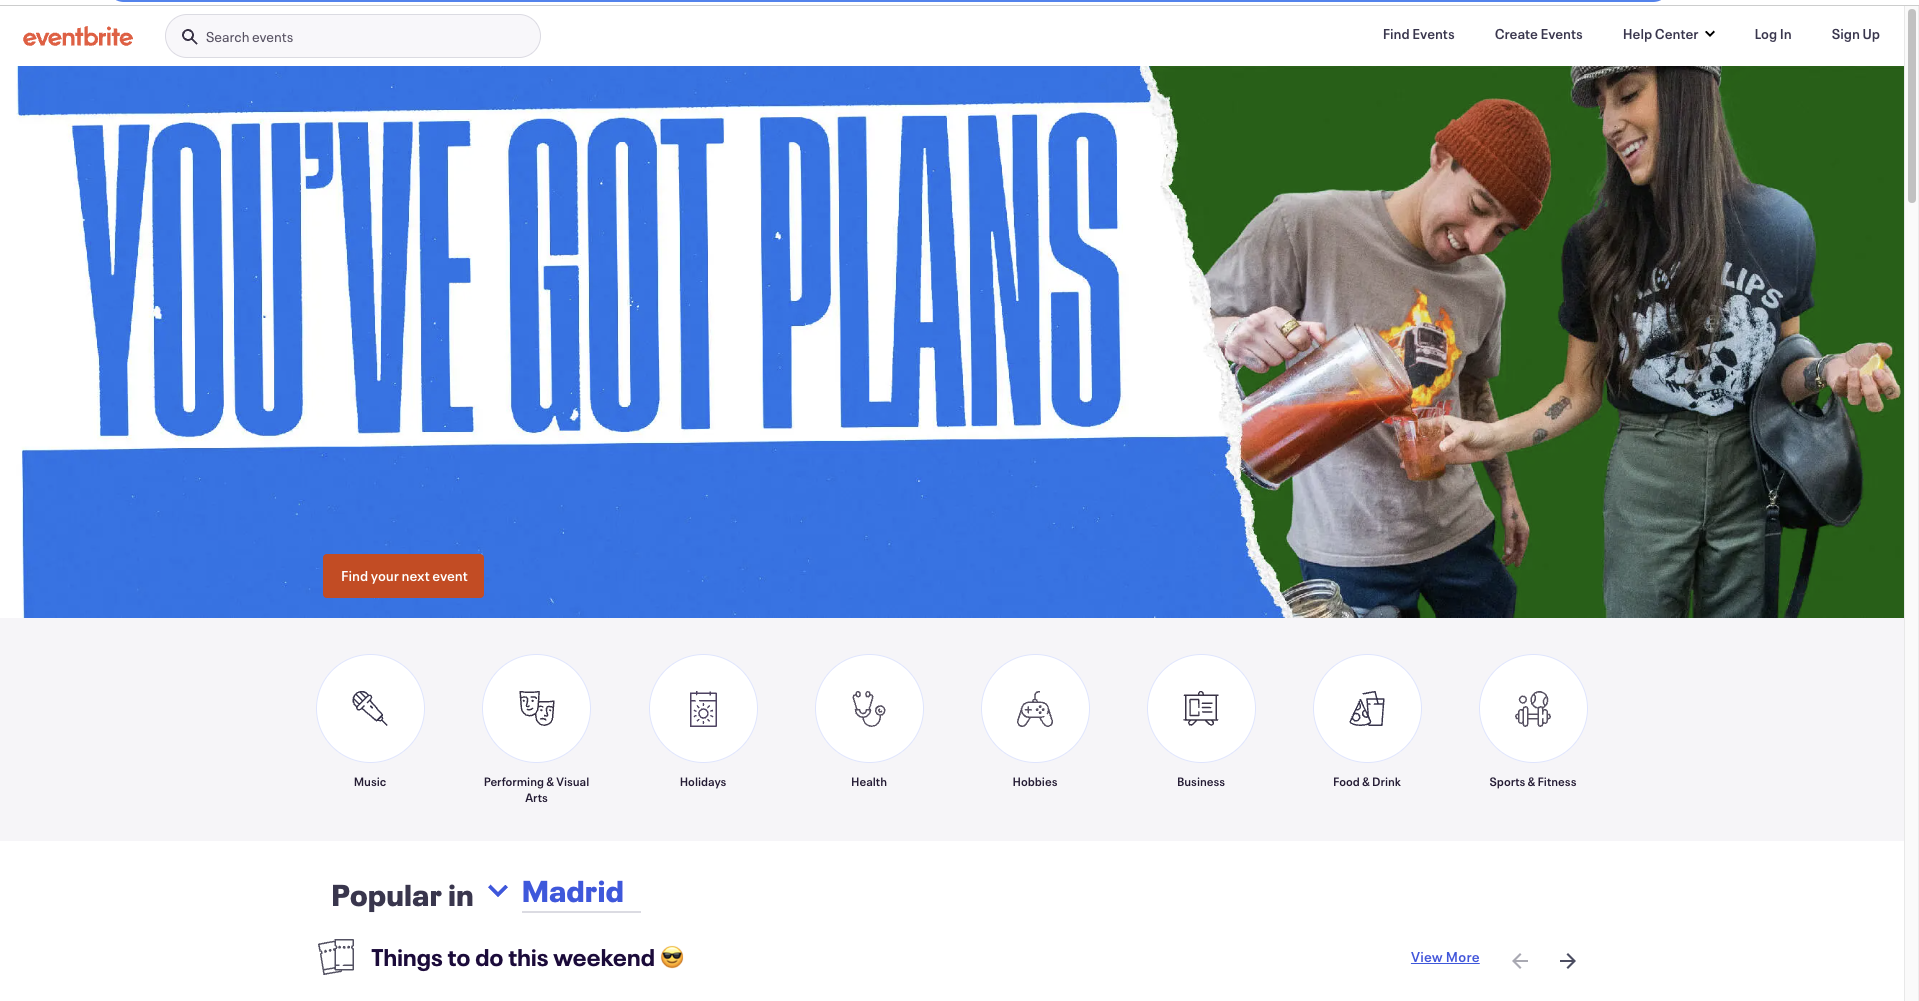 eventbrite
Search events
Find Events
Create Events
Help Center
Log In
Sign Up
YOU'VE GOT PLANS
LIPS
Find your next event
Music
Performing & Visual
Arts
Holidays
Health
Hobbies
Business
Food & Drink
Sports & Fitness
Popular in
Madrid
Things to do this weekend 😎
View More